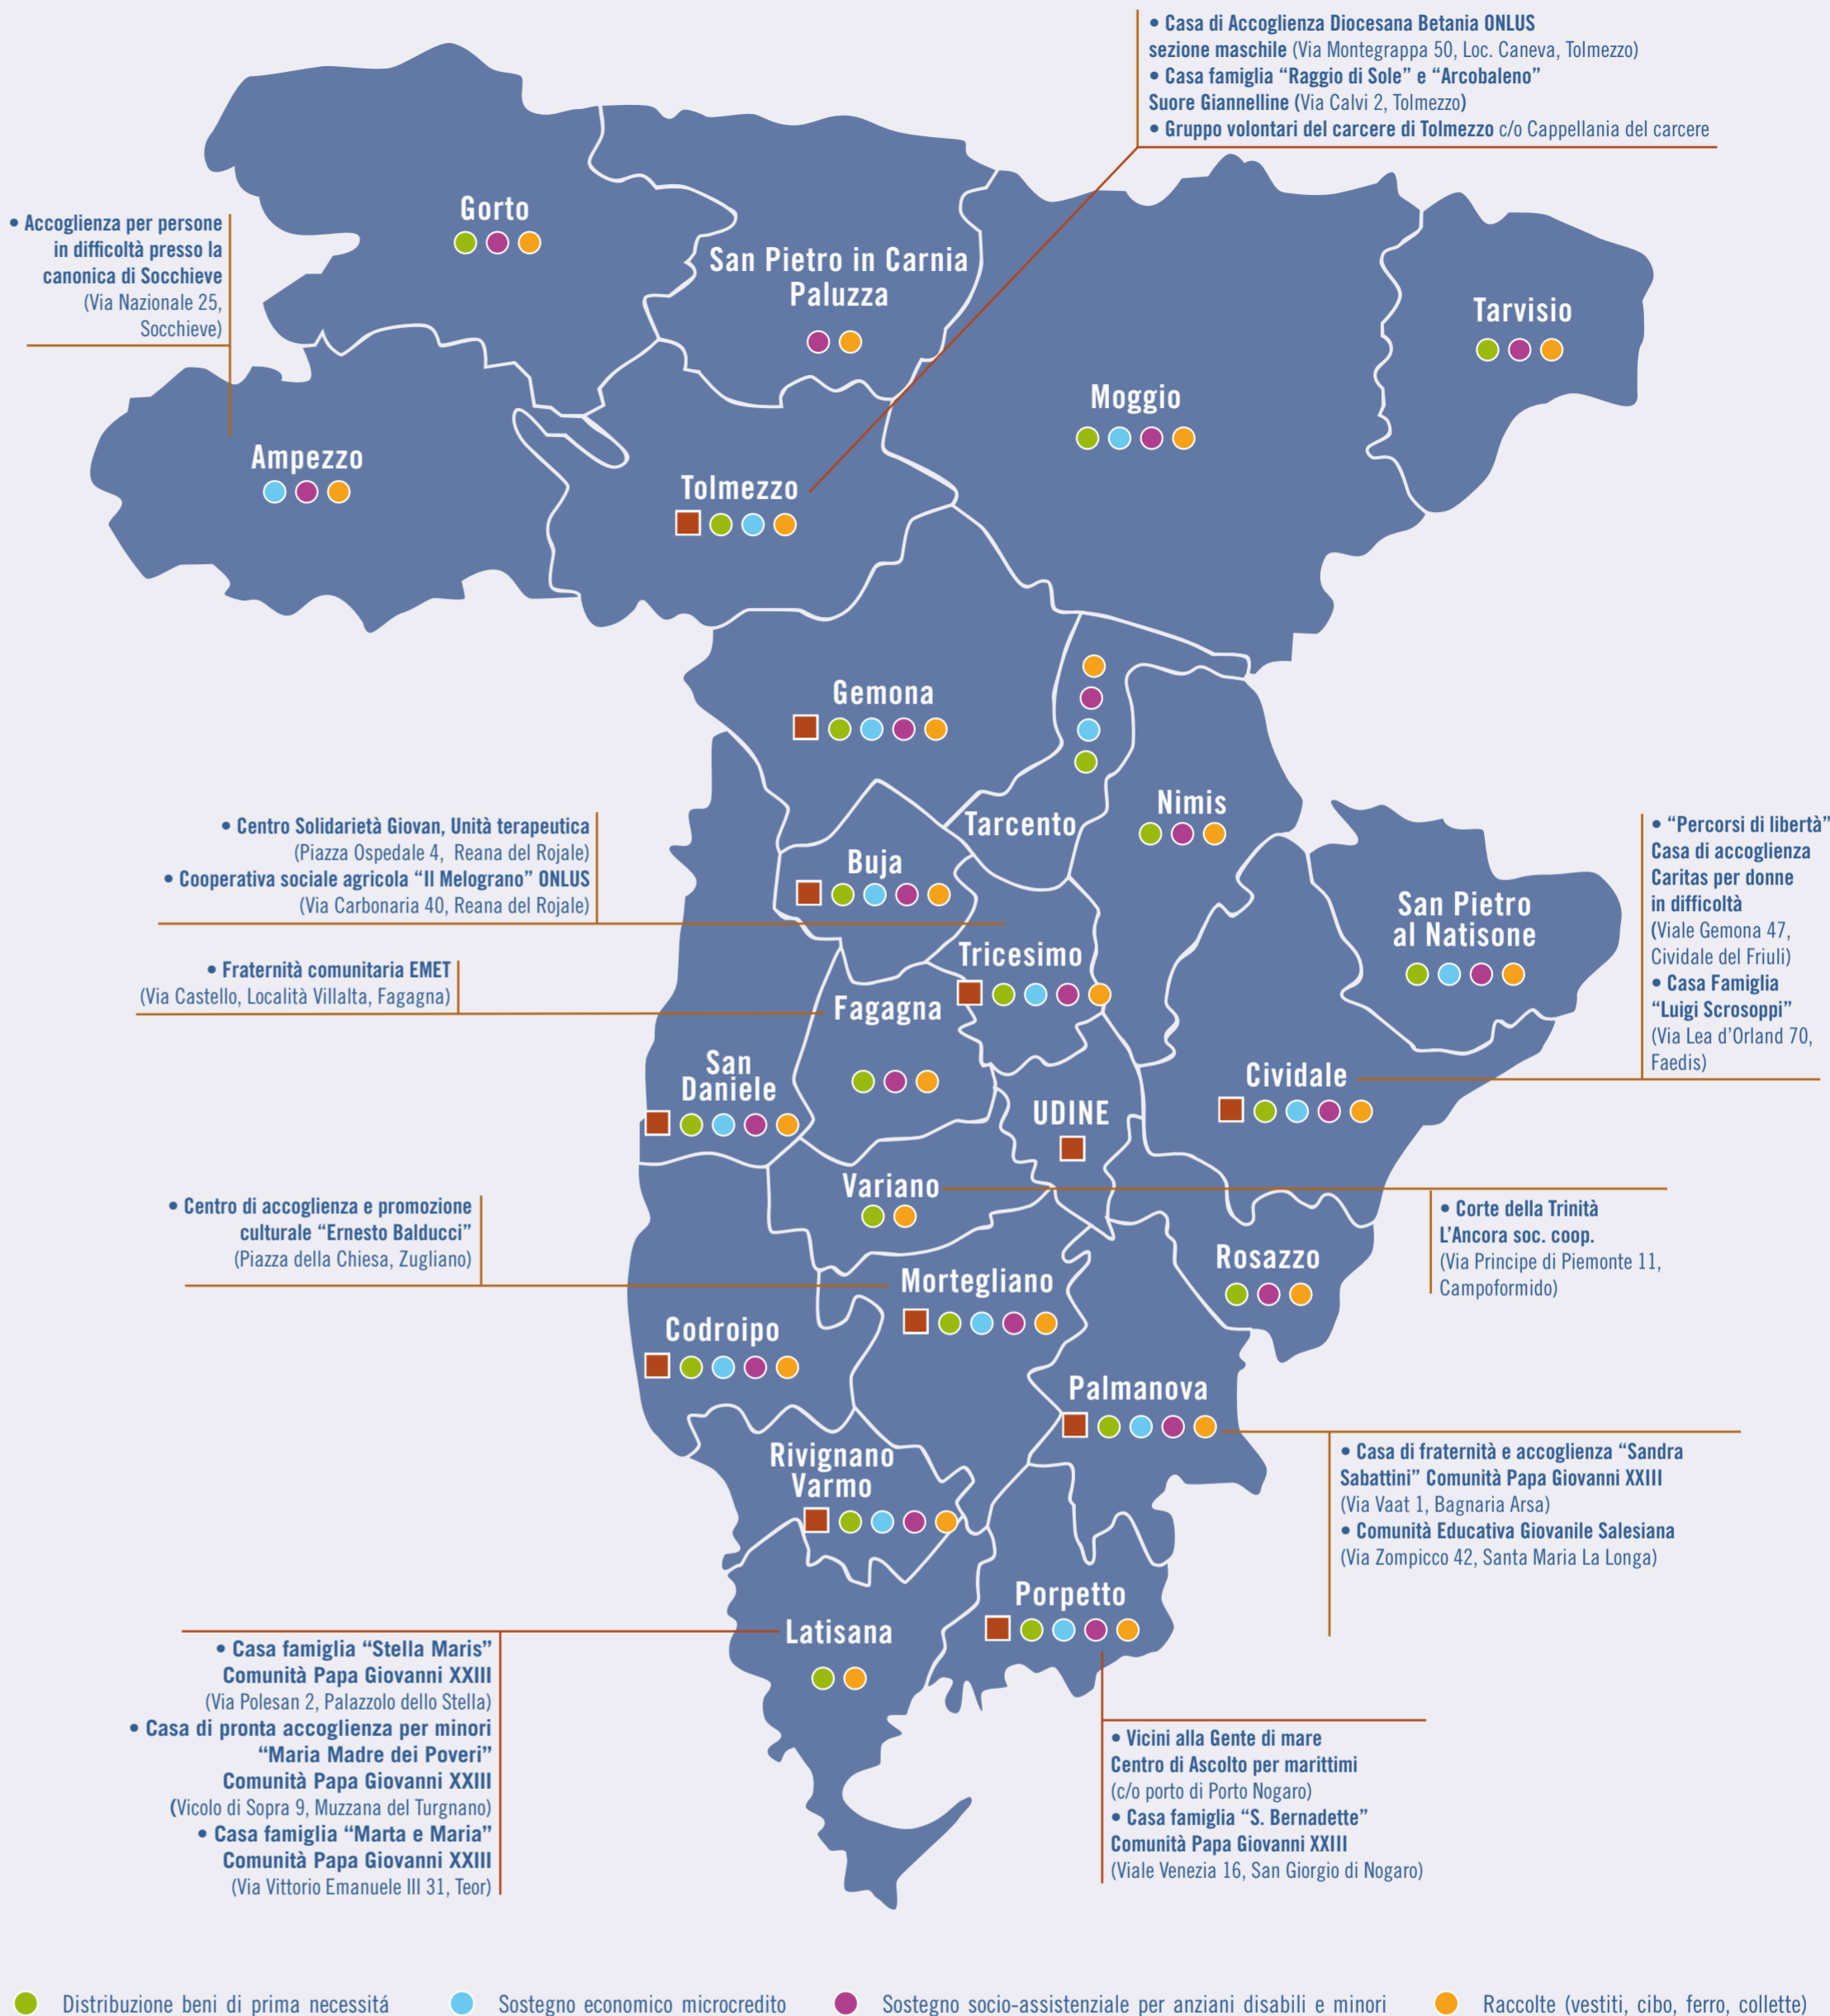 • Casa di Accoglienza Diocesana Betania ONLUS
sezione maschile (Via Montegrappa 50, Loc. Caneva, Tolmezzo)
• Casa famiglia “Raggio di Sole” e “Arcobaleno”
Suore Giannelline (Via Calvi 2, Tolmezzo)
• Gruppo volontari del carcere di Tolmezzo c/o Cappellania del carcere
• Accoglienza per persone
in difficoltà presso la
canonica di Socchieve
(Via Nazionale 25,
Socchieve)
Gorto
San Pietro in Carnia
Paluzza
Tarvisio
Moggio
Ampezzo
Tolmezzo
Gemona
Nimis
Tarcento
• Centro Solidarietà Giovan, Unità terapeutica
(Piazza Ospedale 4, Reana del Rojale)
• Cooperativa sociale agricola “Il Melograno” ONLUS
(Via Carbonaria 40, Reana del Rojale)
Buja
San Pietro
al Natisone
• “Percorsi di libertà”
Casa di accoglienza
Caritas per donne
in difficoltà
(Viale Gemona 47,
Cividale del Friuli)
• Casa Famiglia
“Luigi Scrosoppi”
(Via Lea d’Orland 70,
Faedis)
Tricesimo
• Fraternità comunitaria EMET
(Via Castello, Località Villalta, Fagagna)
Fagagna
San
Daniele
Cividale
UDINE
Variano
• Centro di accoglienza e promozione
culturale “Ernesto Balducci”
(Piazza della Chiesa, Zugliano)
• Corte della Trinità
L’Ancora soc. coop.
(Via Principe di Piemonte 11,
Campoformido)
Rosazzo
Mortegliano
Codroipo
Palmanova
Rivignano
Varmo
• Casa di fraternità e accoglienza “Sandra
Sabattini” Comunità Papa Giovanni XXIII
(Via Vaat 1, Bagnaria Arsa)
• Comunità Educativa Giovanile Salesiana
(Via Zompicco 42, Santa Maria La Longa)
Porpetto
Latisana
• Casa famiglia “Stella Maris”
Comunità Papa Giovanni XXIII
(Via Polesan 2, Palazzolo dello Stella)
• Casa di pronta accoglienza per minori
“Maria Madre dei Poveri”
Comunità Papa Giovanni XXIII
(Vicolo di Sopra 9, Muzzana del Turgnano)
• Casa famiglia “Marta e Maria”
Comunità Papa Giovanni XXIII
(Via Vittorio Emanuele III 31, Teor)
• Vicini alla Gente di mare
Centro di Ascolto per marittimi
(c/o porto di Porto Nogaro)
• Casa famiglia “S. Bernadette”
Comunità Papa Giovanni XXIII
(Viale Venezia 16, San Giorgio di Nogaro)
Distribuzione beni di prima necessitá
Sostegno economico microcredito
Sostegno socio-assistenziale per anziani disabili e minori
Raccolte (vestiti, cibo, ferro, collette)